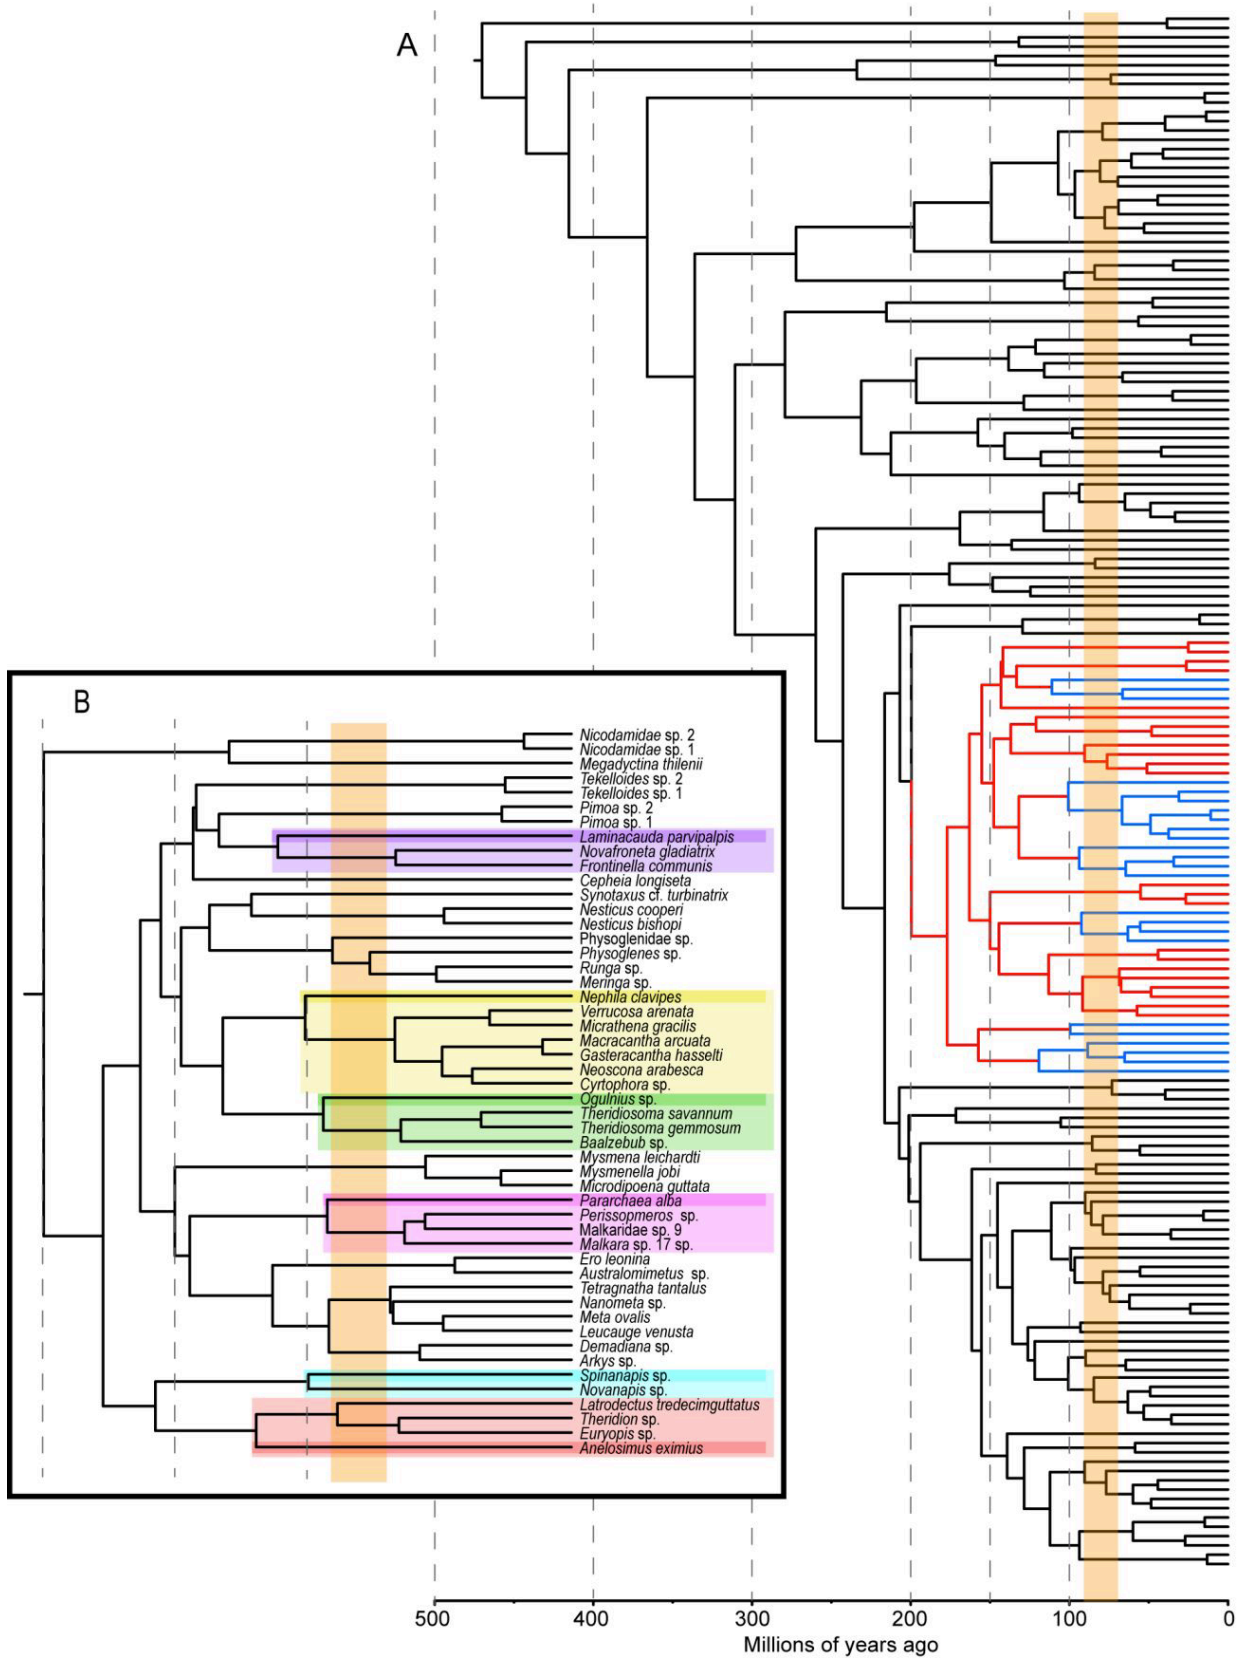 A
B
Nicodamidae sp. 2
Nicodamidae sp. 1
Megadyctina thilenii
Tekelloides sp. 2
Tekelloides sp. 1
Pimoa sp. 2
Pimoa sp. 1
Laminacauda parvipalpis
Novafroneta gladiatrix
Frontinella communis
Cepheia longiseta
Synotaxus cf. turbinatrix
Nesticus cooperi
Nesticus bishopi
Physoglenidae sp.
Physoglenes sp.
Runga sp.
Meringa sp.
Nephila clavipes
Verrucosa arenata
Micrathena gracilis
Macracantha arcuata
Gasteracantha hasselti
Neoscona arabesca
Cyrtophora sp.
Ogulnius sp.
Theridiosoma savannum
Theridiosoma gemmosum
Baalzebub sp.
Mysmena leichardti
Mysmenella jobi
Microdipoena guttata
Pararchaea alba
Perissopmeros sp.
Malkaridae sp. 9
Malkara sp. 17 sp.
Ero leonina
Australomimetus sp.
Tetragnatha tantalus
Nanometa sp.
Meta ovalis
Leucauge venusta
Demadiana sp.
Arkys sp.
Spinanapis sp.
Novanapis sp.
Latrodectus tredecimguttatus
Theridion sp.
Euryopis sp.
Anelosimus eximius
500 400 300 200 100 0
Millions of years ago